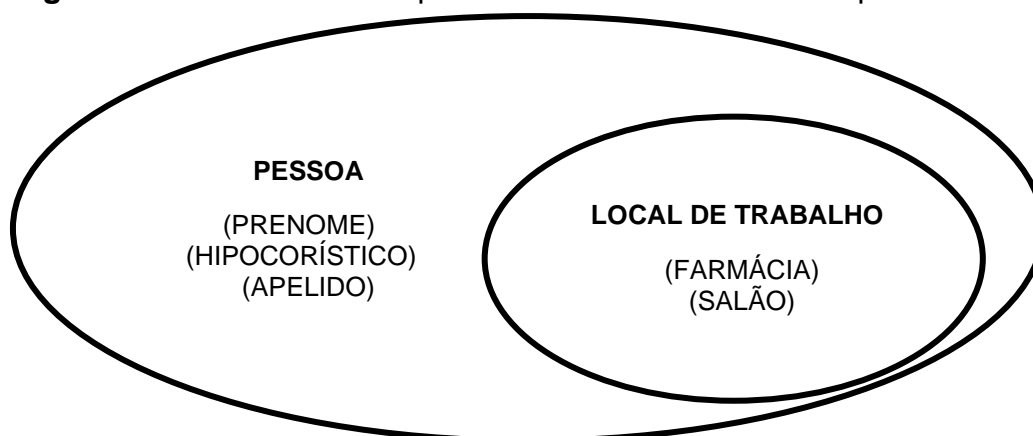 PESSOA
(PRENOME)
(HIPOCORÍSTICO)
(APELIDO)
LOCAL DE TRABALHO
(FARMÁCIA)
(SALÃO)